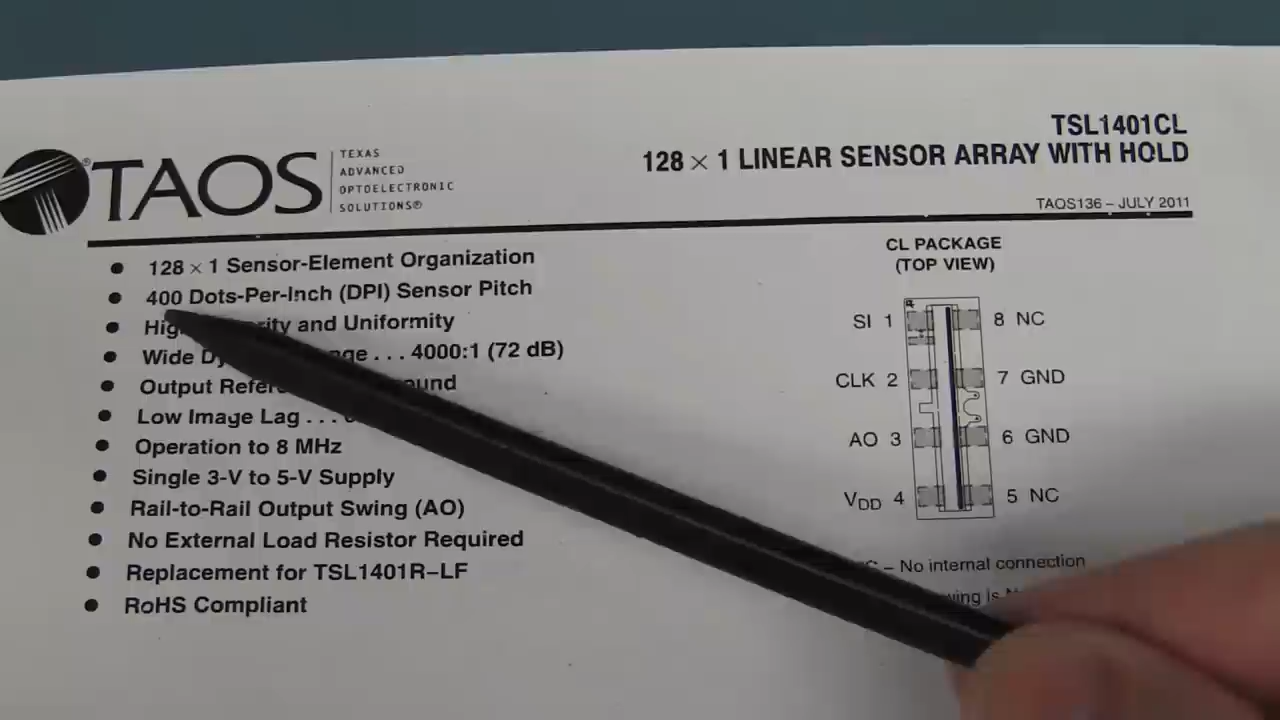 TAOS
TEXAS
ADVANCED
OPTOELECTRONIC
SOLUTIONS®
TSL1401CL
128 × 1 LINEAR SENSOR ARRAY WITH HOLD
TAOS136 – JULY 2011
128 × 1 Sensor-Element Organization
400 Dots-Per-Inch (DPI) Sensor Pitch
and Uniformity
Wide . . . 4000:1 (72 dB)
Output
Low Image Lag . . .
Operation to 8 MHz
Single 3-V to 5-V Supply
Rail-to-Rail Output Swing (AO)
No External Load Resistor Required
Replacement for TSL1401R–LF
RoHS Compliant
CL PACKAGE
(TOP VIEW)
SI 1
8 NC
CLK 2
7 GND
AO 3
6 GND
VDD 4
5 NC
– No internal connection